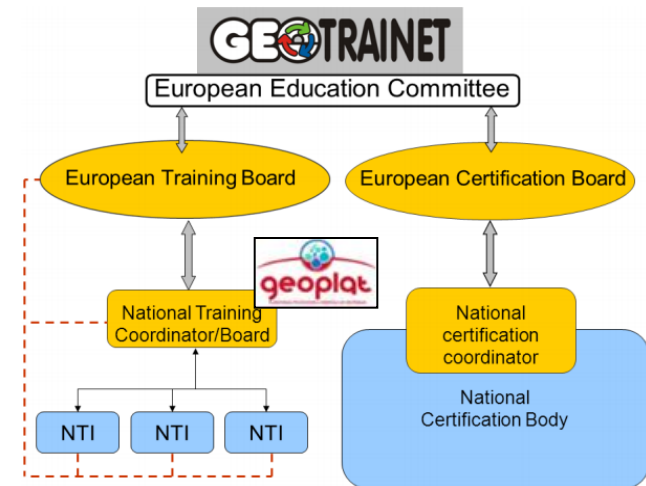 GEOTRAINET
European Education Committee
European Training Board
European Certification Board
geoplat
National Training
Coordinator/Board
National
certification
coordinator
National
Certification Body
NTI
NTI
NTI